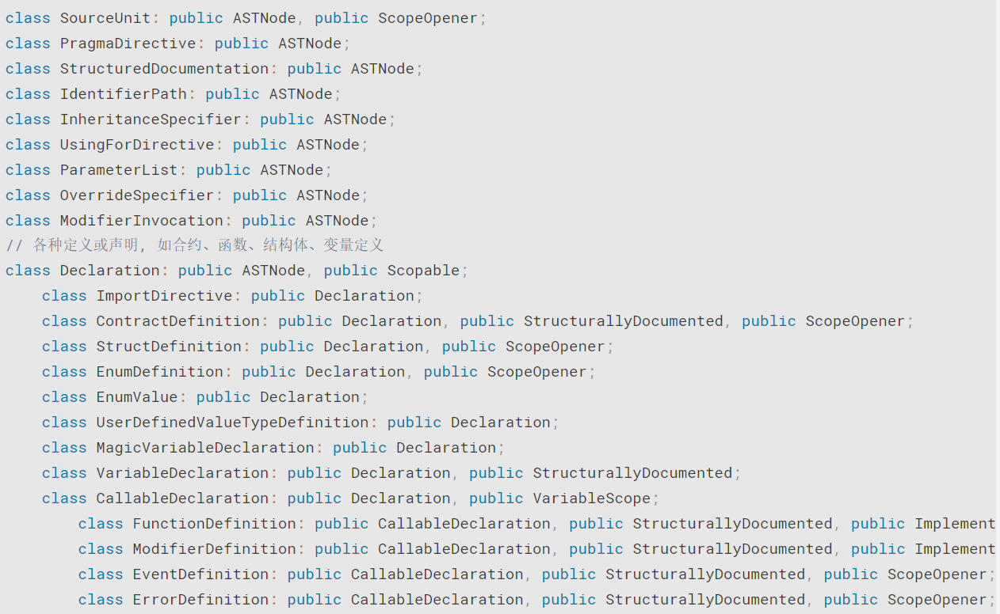 class SourceUnit: public ASTNode, public ScopeOpener;
class PragmaDirective: public ASTNode;
class StructuredDocumentation: public ASTNode;
class IdentifierPath: public ASTNode;
class InheritanceSpecifier: public ASTNode;
class UsingForDirective: public ASTNode;
class ParameterList: public ASTNode;
class OverrideSpecifier: public ASTNode;
class ModifierInvocation: public ASTNode;
// 各种定义或声明, 如合约、函数、结构体、变量定义
class Declaration: public ASTNode, public Scopable;
    class ImportDirective: public Declaration;
    class ContractDefinition: public Declaration, public StructurallyDocumented, public ScopeOpener;
    class StructDefinition: public Declaration, public ScopeOpener;
    class EnumDefinition: public Declaration, public ScopeOpener;
    class EnumValue: public Declaration;
    class UserDefinedValueTypeDefinition: public Declaration;
    class MagicVariableDeclaration: public Declaration;
    class VariableDeclaration: public Declaration, public StructurallyDocumented;
    class CallableDeclaration: public Declaration, public VariableScope;
        class FunctionDefinition: public CallableDeclaration, public StructurallyDocumented, public Implement
        class ModifierDefinition: public CallableDeclaration, public StructurallyDocumented, public Implement
        class EventDefinition: public CallableDeclaration, public StructurallyDocumented, public ScopeOpener;
        class ErrorDefinition: public CallableDeclaration, public StructurallyDocumented, public ScopeOpener;